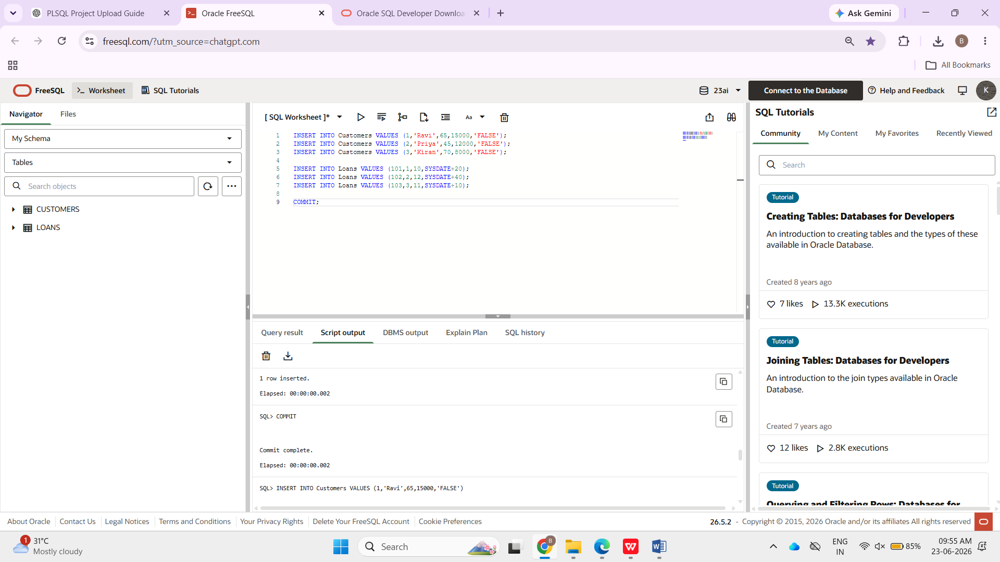 PLSQL Project Upload Guide
Oracle FreeSQL
Oracle SQL Developer Downloa
Ask Gemini
freesql.com/?utm_source=chatgpt.com
B
All Bookmarks
FreeSQL
Worksheet
SQL Tutorials
23ai
Connect to the Database
Help and Feedback
K
Navigator
Files
My Schema
Tables
Search objects
CUSTOMERS
LOANS
[ SQL Worksheet ]*
Aa
1 INSERT INTO Customers VALUES (1,'Ravi',65,15000,'FALSE');
2 INSERT INTO Customers VALUES (2,'Priya',45,12000,'FALSE');
3 INSERT INTO Customers VALUES (3,'Kiran',70,8000,'FALSE');
4
5 INSERT INTO Loans VALUES (101,1,10,SYSDATE+20);
6 INSERT INTO Loans VALUES (102,2,12,SYSDATE+40);
7 INSERT INTO Loans VALUES (103,3,11,SYSDATE+10);
8
9 COMMIT;
Query result
Script output
DBMS output
Explain Plan
SQL history
1 row inserted.
Elapsed: 00:00:00.002
SQL> COMMIT
Commit complete.
Elapsed: 00:00:00.002
SQL> INSERT INTO Customers VALUES (1,'Ravi',65,15000,'FALSE')
SQL Tutorials
Community
My Content
My Favorites
Recently Viewed
Search
Tutorial
Creating Tables: Databases for Developers
An introduction to creating tables and the types of these
available in Oracle Database.
Created 8 years ago
7 likes
13.3K executions
Tutorial
Joining Tables: Databases for Developers
An introduction to the join types available in Oracle
Database.
Created 7 years ago
12 likes
2.8K executions
Tutorial
Querying and Filtering Rows: Databases for
About Oracle
Contact Us
Legal Notices
Terms and Conditions
Your Privacy Rights
Delete Your FreeSQL Account
Cookie Preferences
26.5.2 - Copyright © 2015, 2026 Oracle and/or its affiliates All rights reserved
1
31°C
Mostly cloudy
Search
B
ENG
IN
85%
09:55 AM
23-06-2026